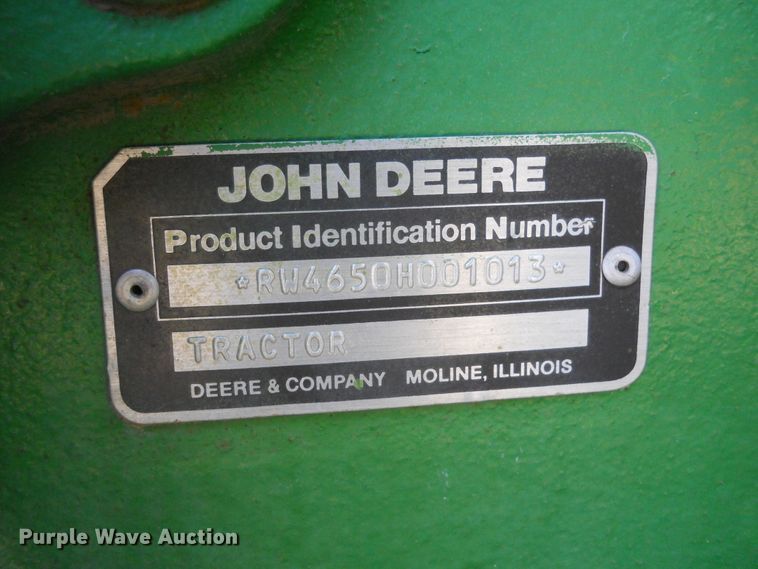 JOHN DEERE
Product Identification Number
*RW4650H001013*
TRACTOR
DEERE & COMPANY MOLINE, ILLINOIS
Purple Wave Auction